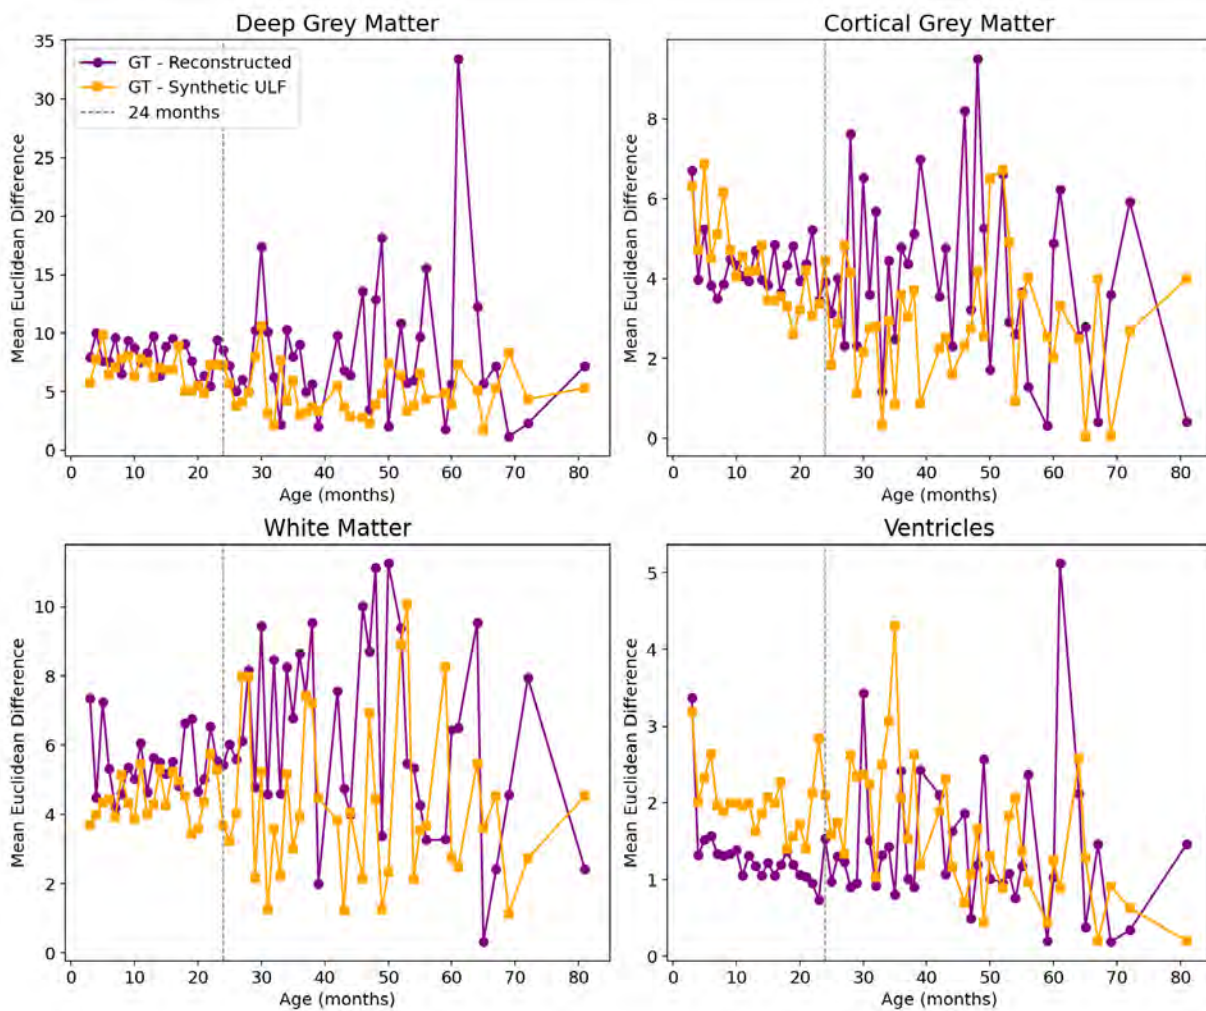 Deep Grey Matter
Cortical Grey Matter
GT - Reconstructed
GT - Synthetic ULF
24 months
Mean Euclidean Difference
35
30
25
20
15
10
5
0
0 10 20 30 40 50 60 70 80
Age (months)
Mean Euclidean Difference
8
6
4
2
0
0 10 20 30 40 50 60 70 80
Age (months)
White Matter
Ventricles
Mean Euclidean Difference
10
8
6
4
2
0
0 10 20 30 40 50 60 70 80
Age (months)
Mean Euclidean Difference
5
4
3
2
1
0
0 10 20 30 40 50 60 70 80
Age (months)